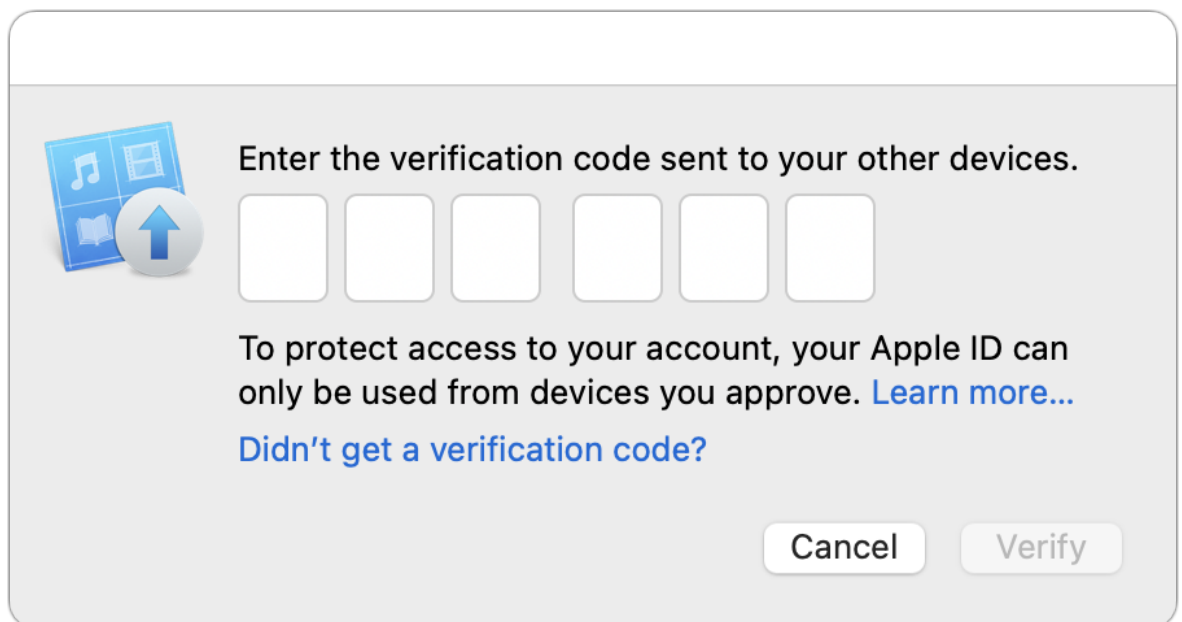 Enter the verification code sent to your other devices.
To protect access to your account, your Apple ID can
only be used from devices you approve. Learn more...
Didn’t get a verification code?
Cancel
Verify